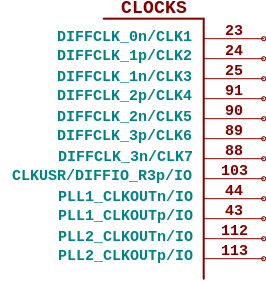 CLOCKS
DIFFCLK_0n/CLK1 23
DIFFCLK_1p/CLK2 24
DIFFCLK_1n/CLK3 25
DIFFCLK_2p/CLK4 91
DIFFCLK_2n/CLK5 90
DIFFCLK_3p/CLK6 89
DIFFCLK_3n/CLK7 88
CLKUSR/DIFFIO_R3p/IO 103
PLL1_CLKOUTn/IO 44
PLL1_CLKOUTp/IO 43
PLL2_CLKOUTn/IO 112
PLL2_CLKOUTp/IO 113